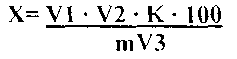 X= V1 · V2 · K · 100
mV3